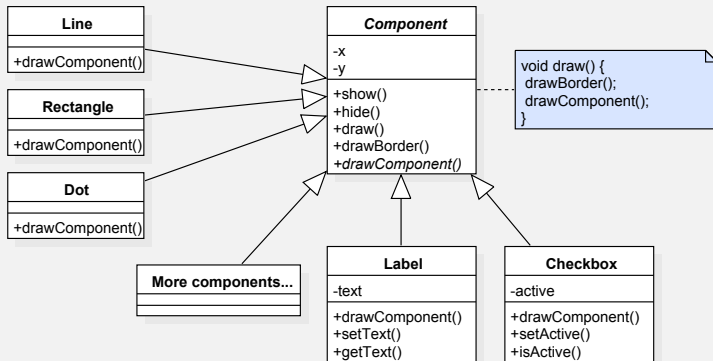 Line
+drawComponent()
Rectangle
+drawComponent()
Dot
+drawComponent()
Component
-x
-y
+show()
+hide()
+draw()
+drawBorder()
+drawComponent()
void draw() {
drawBorder();
drawComponent();
}
More components...
Label
-text
+drawComponent()
+setText()
+getText()
Checkbox
-active
+drawComponent()
+setActive()
+isActive()